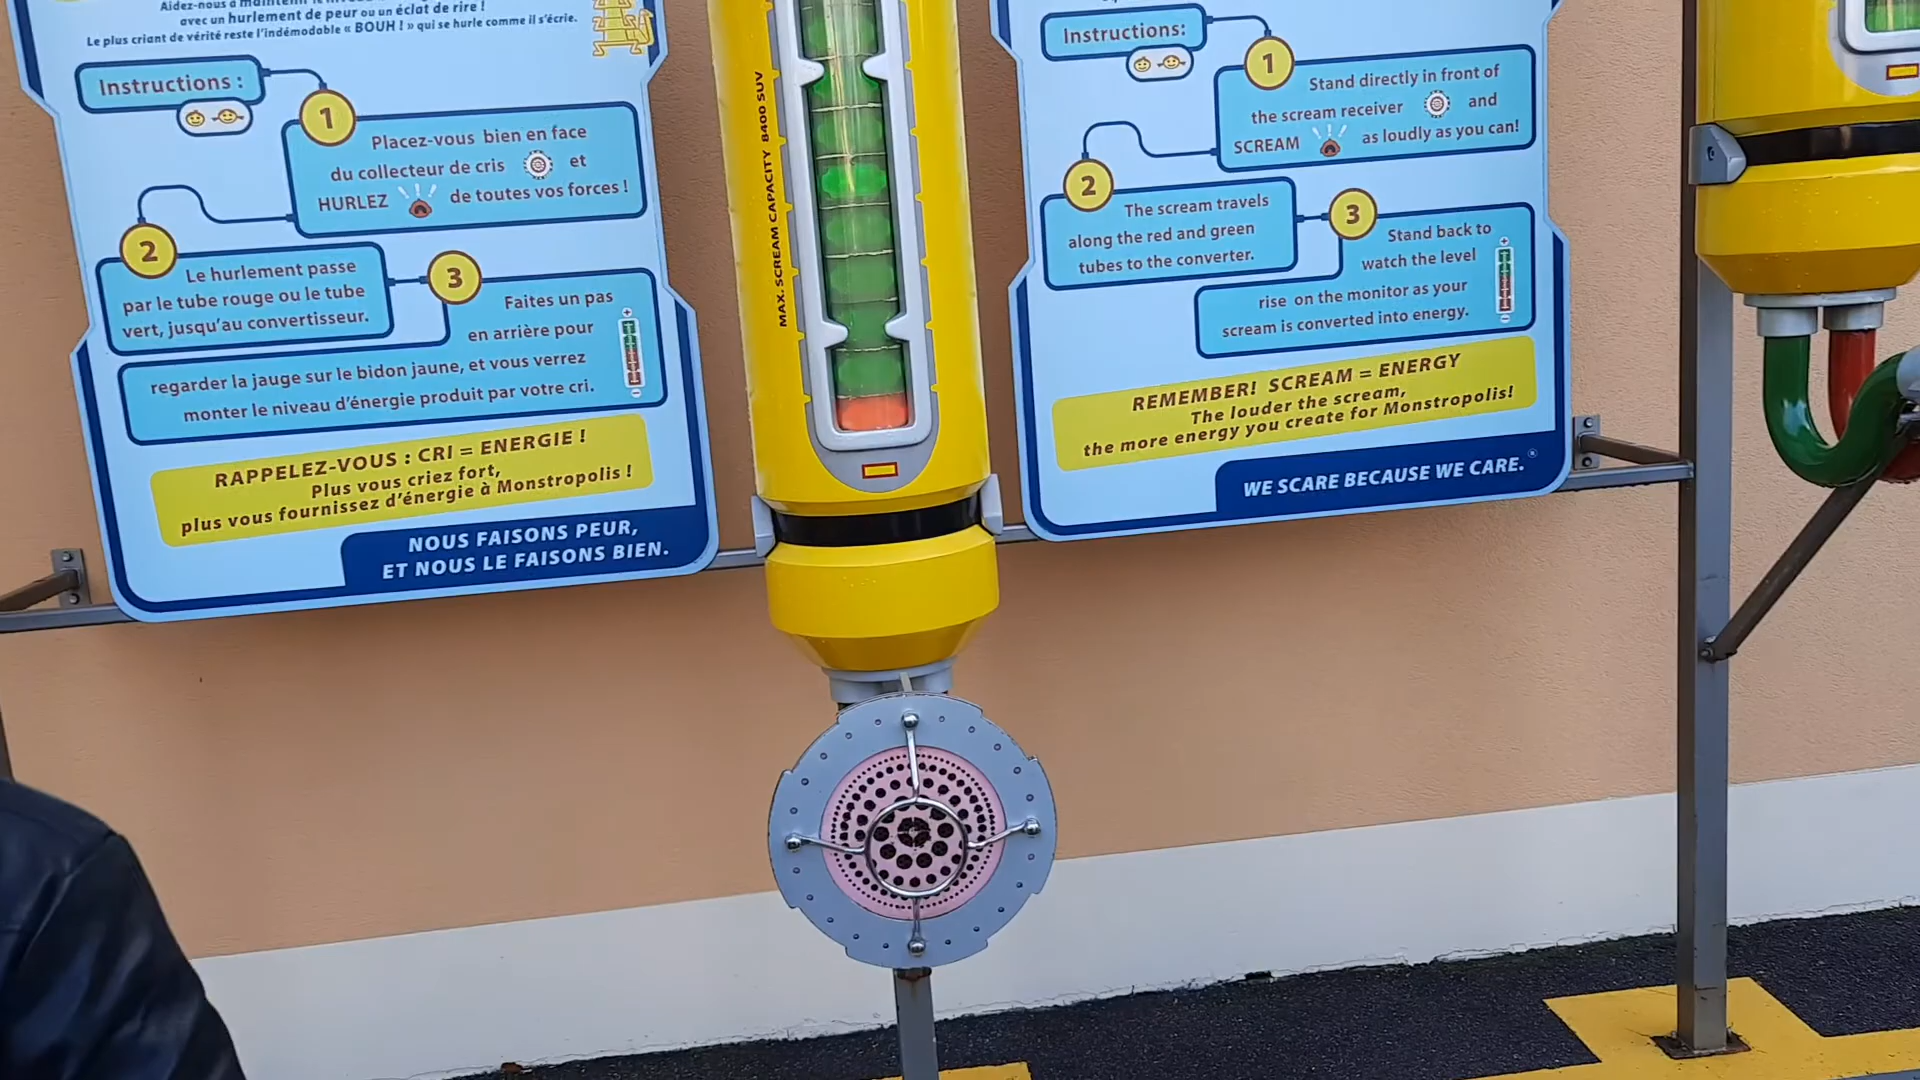 Aidez-nous à maintenir le
avec un hurlement de peur ou un éclat de rire !
Le plus criant de vérité reste l'indémodable « BOUH ! » qui se hurle comme il s'écrie.
Instructions :
1
Placez-vous bien en face
du collecteur de cris et
HURLEZ de toutes vos forces !
2
Le hurlement passe
par le tube rouge ou le tube
vert, jusqu'au convertisseur.
3
Faites un pas
en arrière pour
regarder la jauge sur le bidon jaune, et vous verrez
monter le niveau d'énergie produit par votre cri.
RAPPELEZ-VOUS : CRI = ENERGIE !
Plus vous criez fort,
plus vous fournissez d'énergie à Monstropolis !
NOUS FAISONS PEUR,
ET NOUS LE FAISONS BIEN.
MAX. SCREAM CAPACITY 8400 SUV
Instructions:
1
Stand directly in front of
the scream receiver and
SCREAM as loudly as you can!
2
The scream travels
along the red and green
tubes to the converter.
3
Stand back to
watch the level
rise on the monitor as your
scream is converted into energy.
REMEMBER! SCREAM = ENERGY
The louder the scream,
the more energy you create for Monstropolis!
WE SCARE BECAUSE WE CARE.®